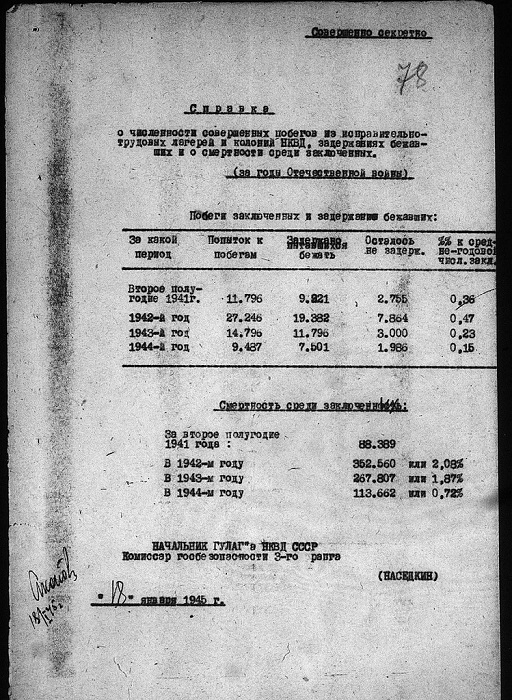 Совершенно секретно
78
Справка
о численности совершенных побегов из исправительно-
трудовых лагерей и колоний НКВД, задержаниях бежав-
ших и о смертности среди заключенных.
(за годы Отечественной войны)
Побеги заключенных и задержание бежавших:
За какой период Попыток к побегам Задержано пытавшихся бежать Осталось не задерж. %% к сред-не-годовой числ.закл.
Второе полу-
годие 1941г. 11.796 9.221 2.755 0,36
1942-й год 27.246 19.382 7.864 0,47
1943-й год 14.796 11.796 3.000 0,23
1944-й год 9.487 7.501 1.986 0,15
Смертность среди заключенных:
За второе полугодие
1941 года : 88.389
В 1942-м году 352.560 или 2,08%
В 1943-м году 267.807 или 1,87%
В 1944-м году 113.662 или 0,72%
НАЧАЛЬНИК ГУЛАГ"а НКВД СССР
Комиссар госбезопасности 3-го ранга
(НАСЕДКИН)
"18" января 1945 г.